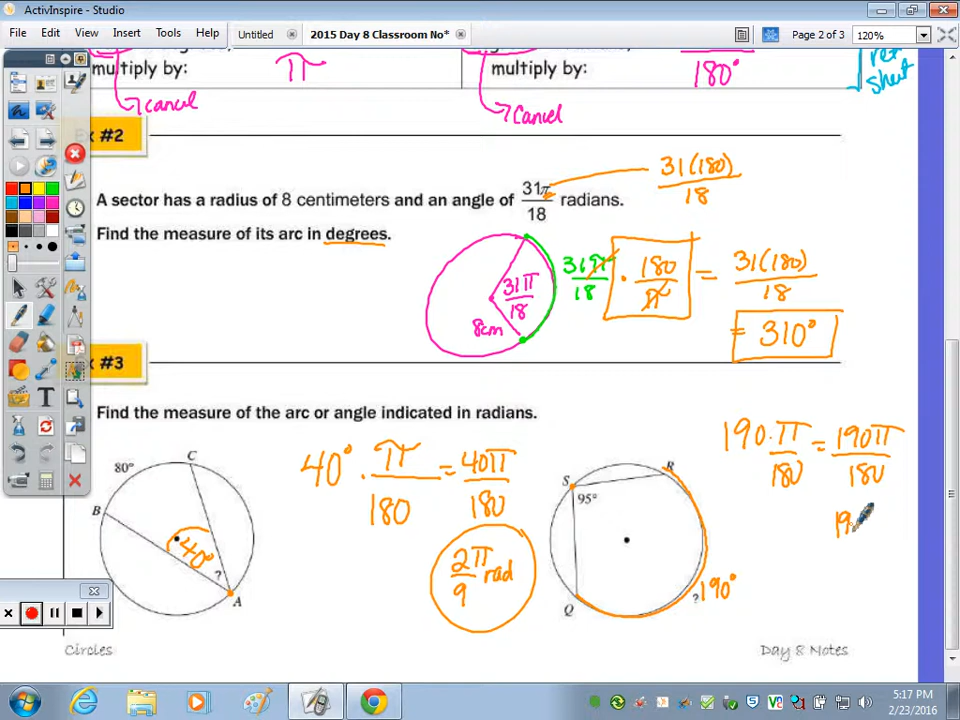 ActivInspire - Studio
File Edit View Insert Tools Help Untitled 2015 Day 8 Classroom No* Page 2 of 3 120%
multiply by: π
multiply by: 180°
ref sheet
cancel
Cancel
Ex #2
A sector has a radius of 8 centimeters and an angle of 31π/18 radians.
31(180)/18
Find the measure of its arc in degrees.
31π/18 8cm
31π/18 · 180/π = 31(180)/18
= 310°
Ex #3
Find the measure of the arc or angle indicated in radians.
80° C B 40° ? A
40° · π/180 = 40π/180
2π/9 rad
S R 95° Q ? 190°
190 · π/180 = 190π/180
19
Circles
Day 8 Notes
5:17 PM
2/23/2016